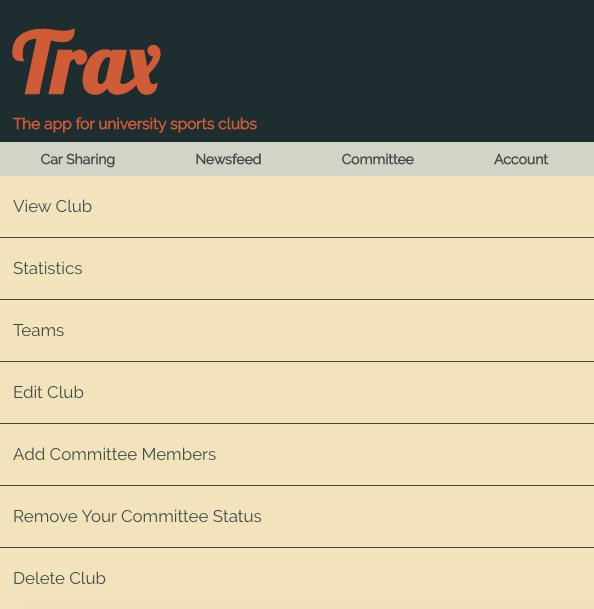 Trax
The app for university sports clubs
Car Sharing Newsfeed Committee Account
View Club
Statistics
Teams
Edit Club
Add Committee Members
Remove Your Committee Status
Delete Club